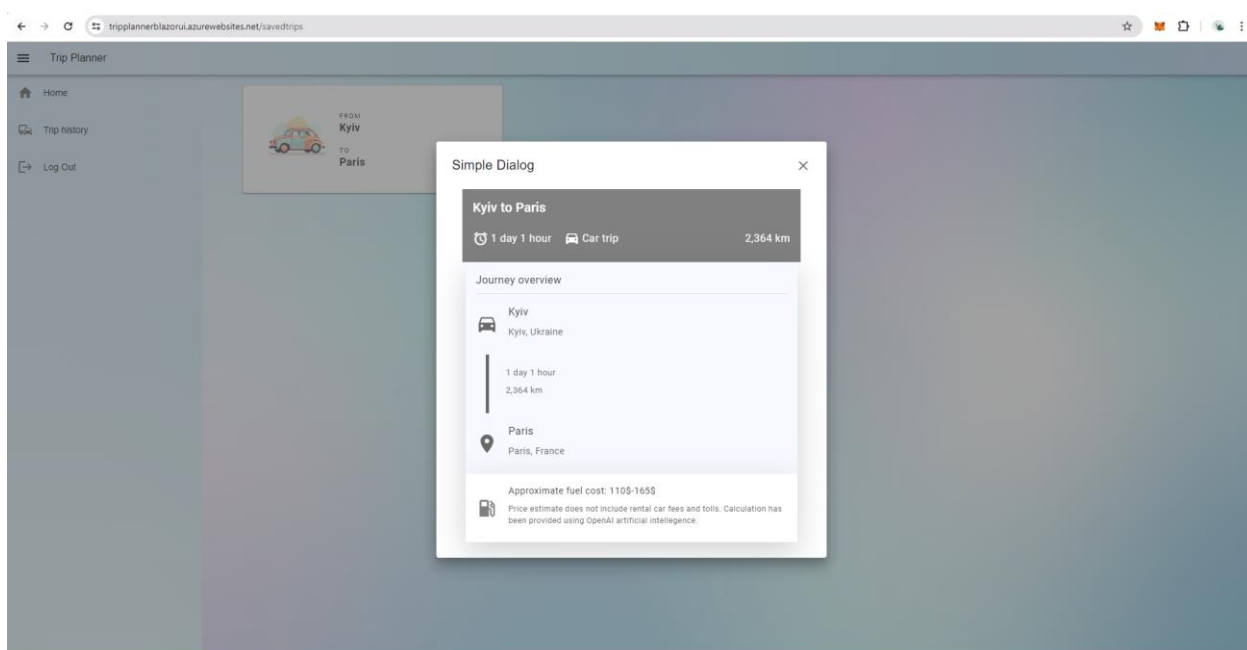 tripplannerblazorui.azurewebsites.net/savedtrips
Trip Planner
Home
Trip history
Log Out
FROM
Kyiv
TO
Paris
Simple Dialog
Kyiv to Paris
1 day 1 hour Car trip 2,364 km
Journey overview
Kyiv
Kyiv, Ukraine
1 day 1 hour
2,364 km
Paris
Paris, France
Approximate fuel cost: 110$-165$
Price estimate does not include rental car fees and tolls. Calculation has
been provided using OpenAI artificial intellegence.